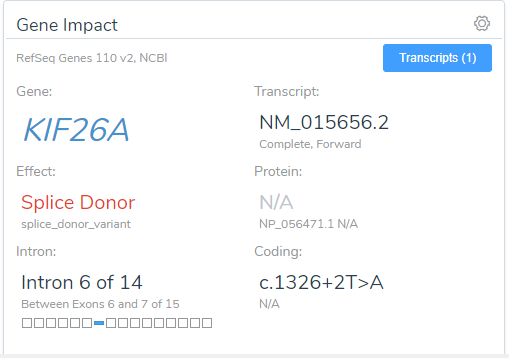 Gene Impact
RefSeq Genes 110 v2, NCBI
Transcripts (1)
Gene:
Transcript:
KIF26A
NM_015656.2
Complete, Forward
Effect:
Protein:
Splice Donor
N/A
splice_donor_variant
NP_056471.1 N/A
Intron:
Coding:
Intron 6 of 14
c.1326+2T>A
Between Exons 6 and 7 of 15
N/A